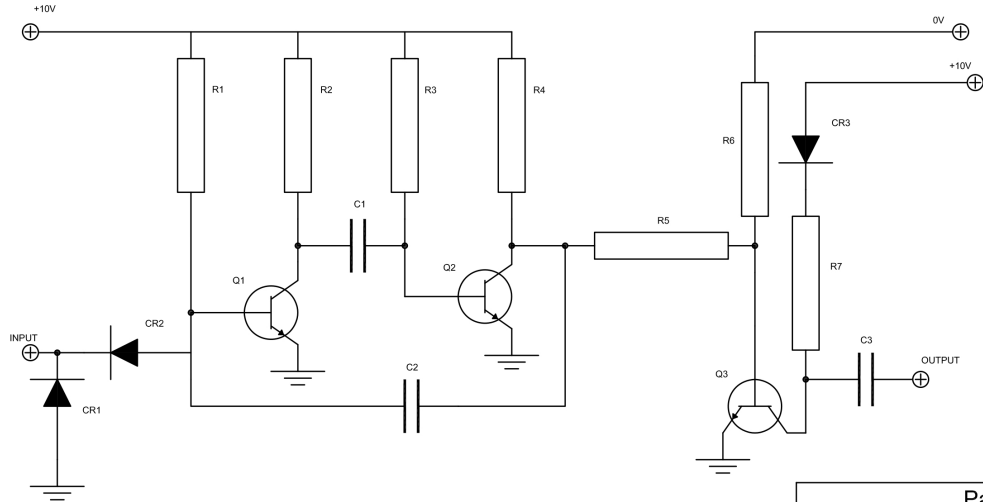 +10V
0V
+10V
R1
R2
R3
R4
R6
CR3
C1
R5
R7
Q1
Q2
INPUT
CR2
C2
C3
OUTPUT
Q3
CR1